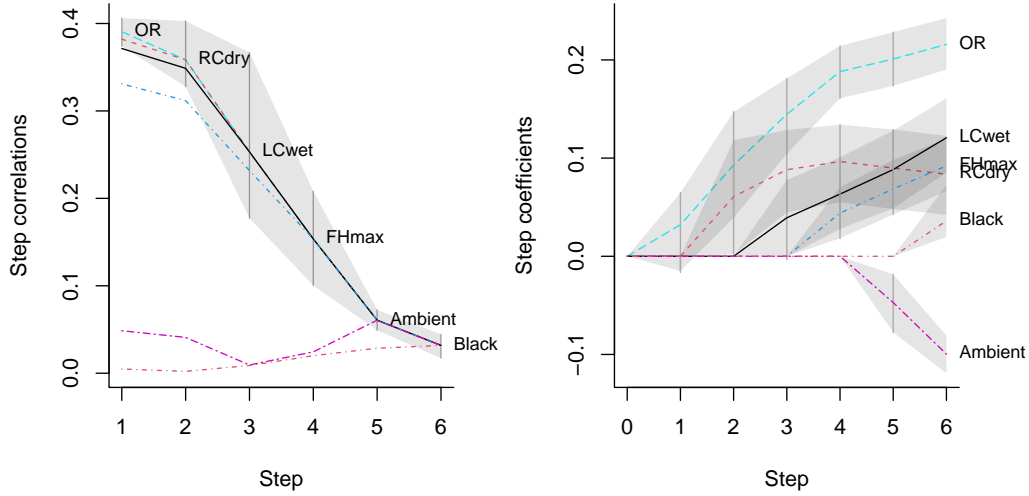 Step correlations
0.4
0.3
0.2
0.1
0.0
OR
RCdry
LCwet
FHmax
Ambient
Black
1 2 3 4 5 6
Step
Step coefficients
0.2
0.1
0.0
−0.1
OR
LCwet
FHmax
RCdry
Black
Ambient
0 1 2 3 4 5 6
Step